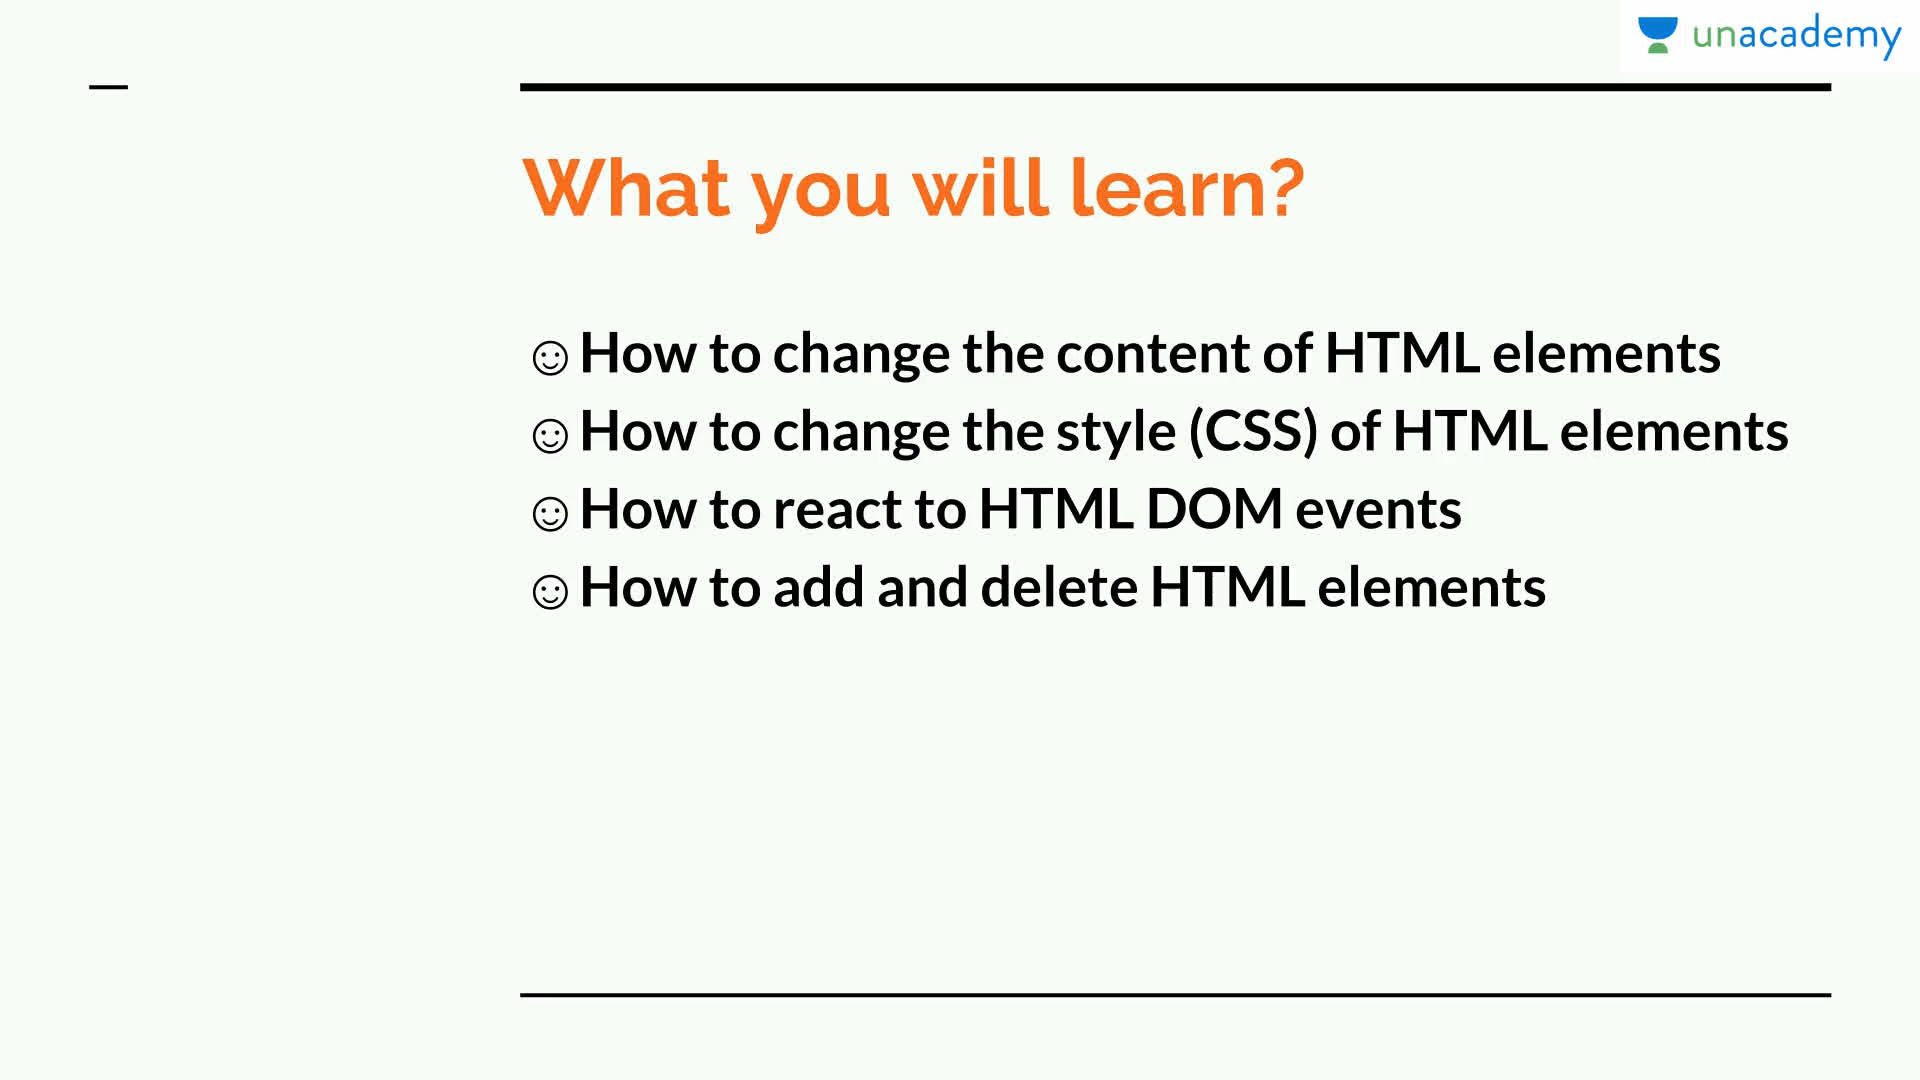 unacademy
What you will learn?
☺ How to change the content of HTML elements
☺ How to change the style (CSS) of HTML elements
☺ How to react to HTML DOM events
☺ How to add and delete HTML elements